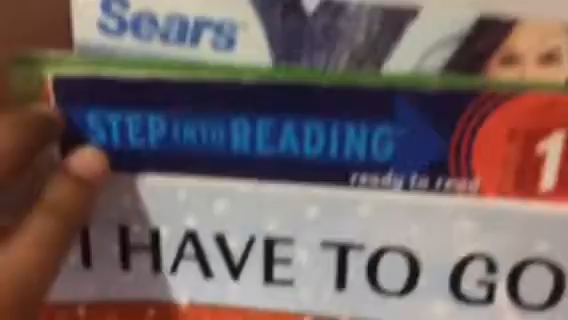 Sears
STEP INTO READING
1
ready to read
I HAVE TO GO